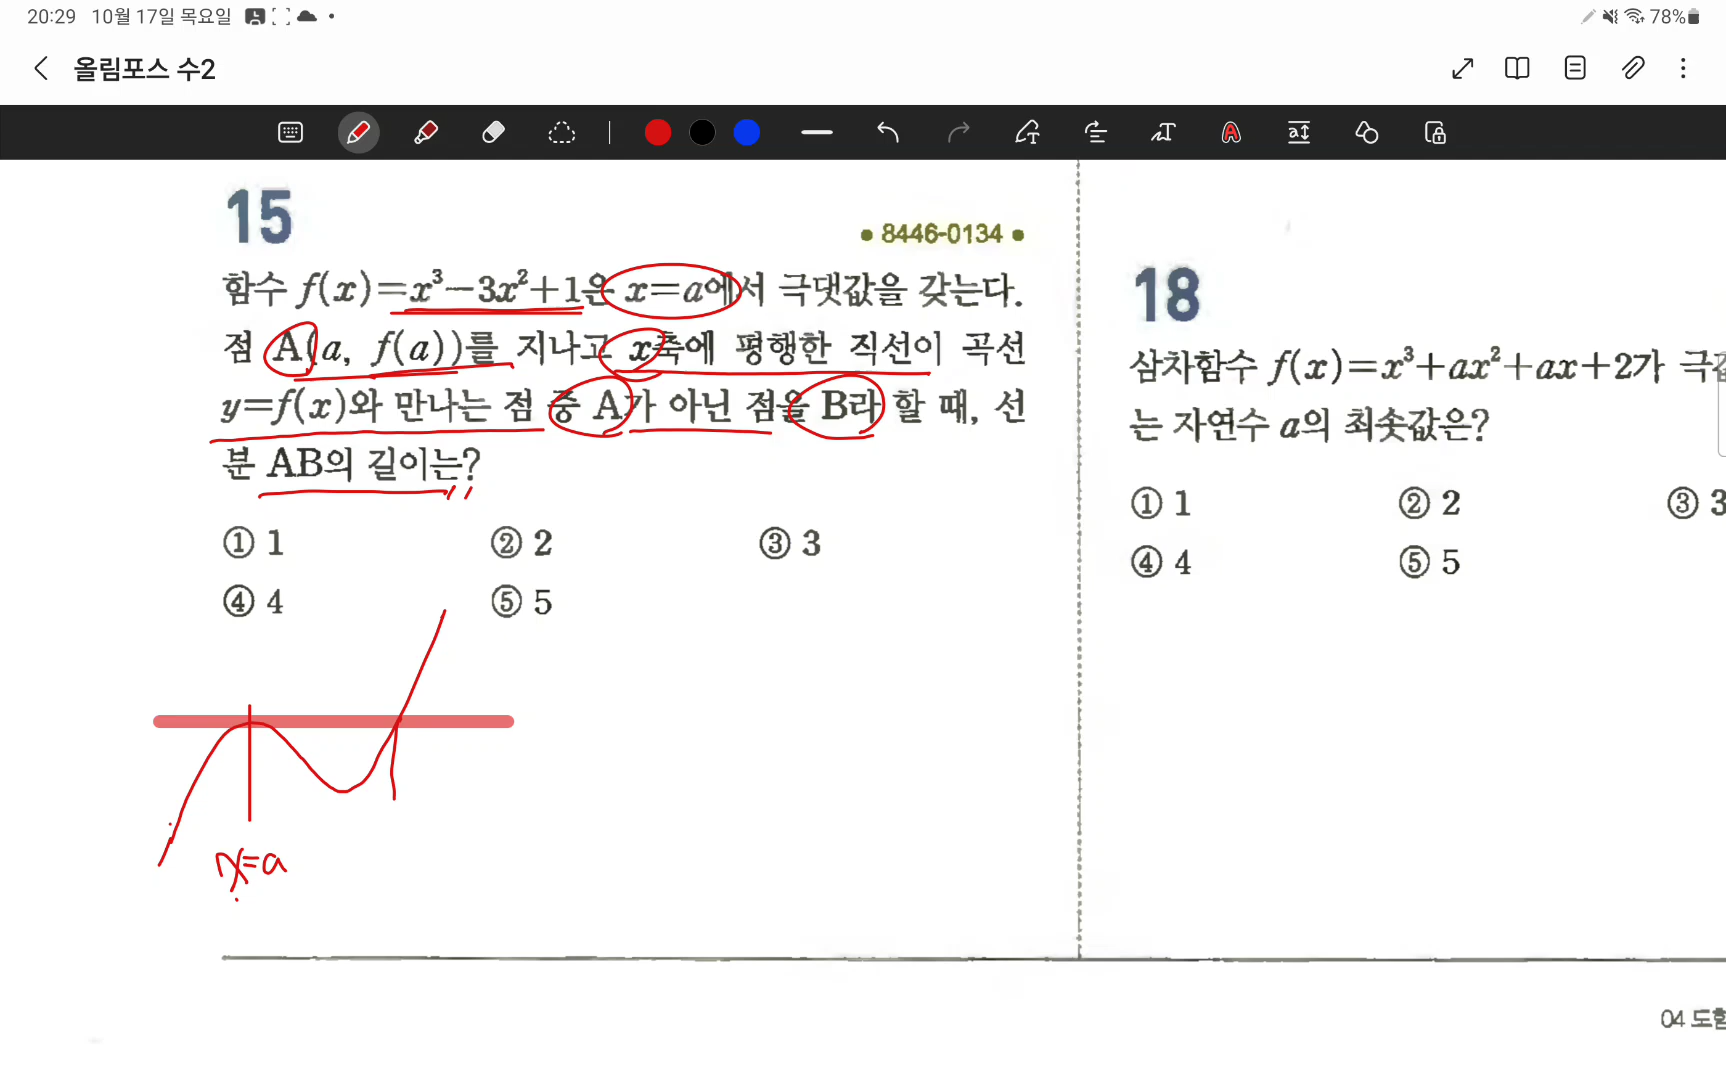 20:29 10월 17일 목요일
78%
올림포스 수2
15
• 8446-0134 •
함수 f(x)=x³-3x²+1은 x=a에서 극댓값을 갖는다.
점 A(a, f(a))를 지나고 x축에 평행한 직선이 곡선
y=f(x)와 만나는 점 중 A가 아닌 점을 B라 할 때, 선
분 AB의 길이는?
① 1 ② 2 ③ 3
④ 4 ⑤ 5
x=a
18
삼차함수 f(x)=x³+ax²+ax+2가
는 자연수 a의 최솟값은?
① 1 ② 2 ③ 3
④ 4 ⑤ 5
04